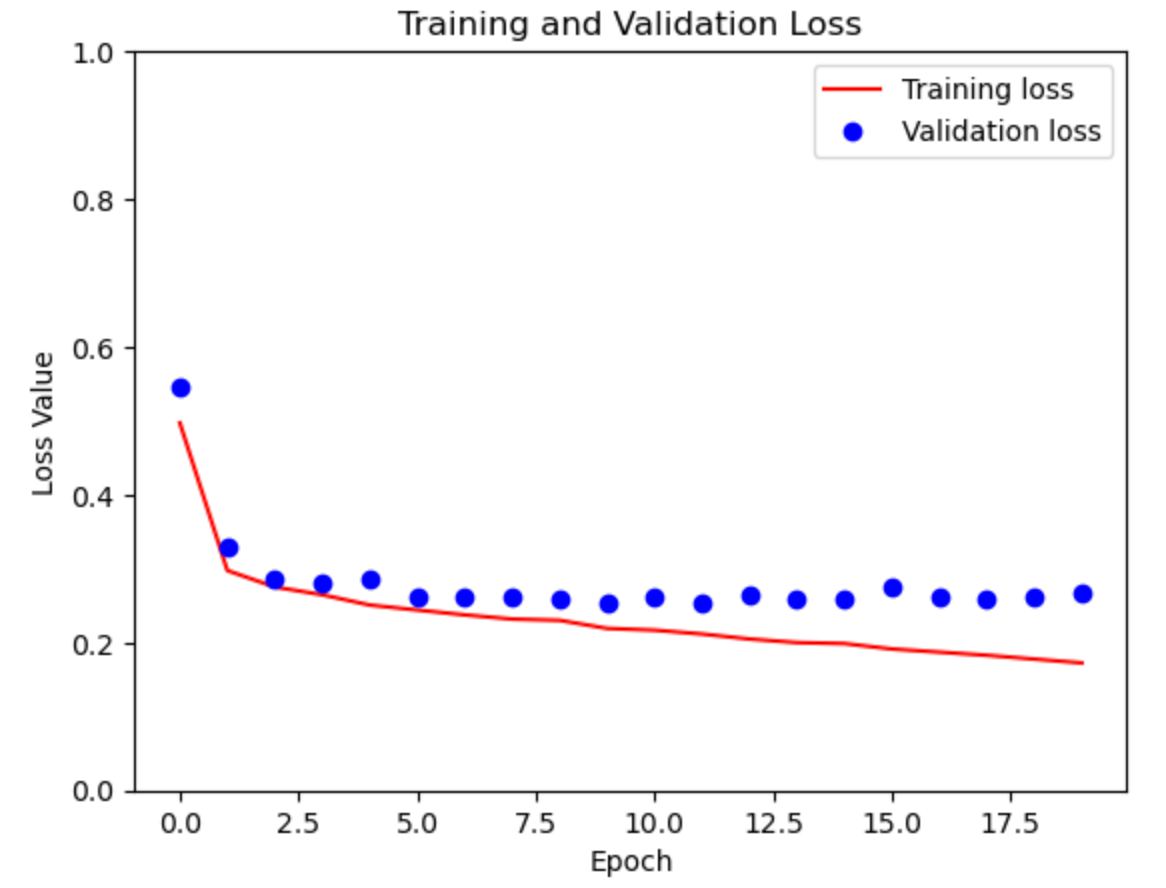 Training and Validation Loss
1.0
Training loss
Validation loss
0.8
0.6
Loss Value
0.4
0.2
0.0
0.0 2.5 5.0 7.5 10.0 12.5 15.0 17.5
Epoch